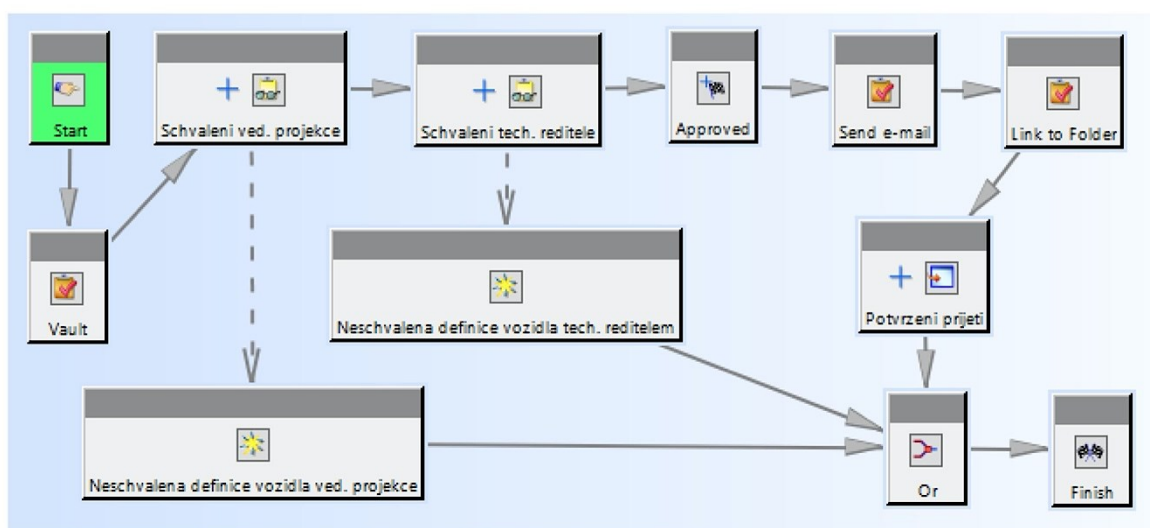 Start
Schvaleni ved. projekce
Schvaleni tech. reditele
Approved
Send e-mail
Link to Folder
Vault
Neschvalena definice vozidla tech. reditelem
Potvrzeni prijeti
Neschvalena definice vozidla ved. projekce
Or
Finish